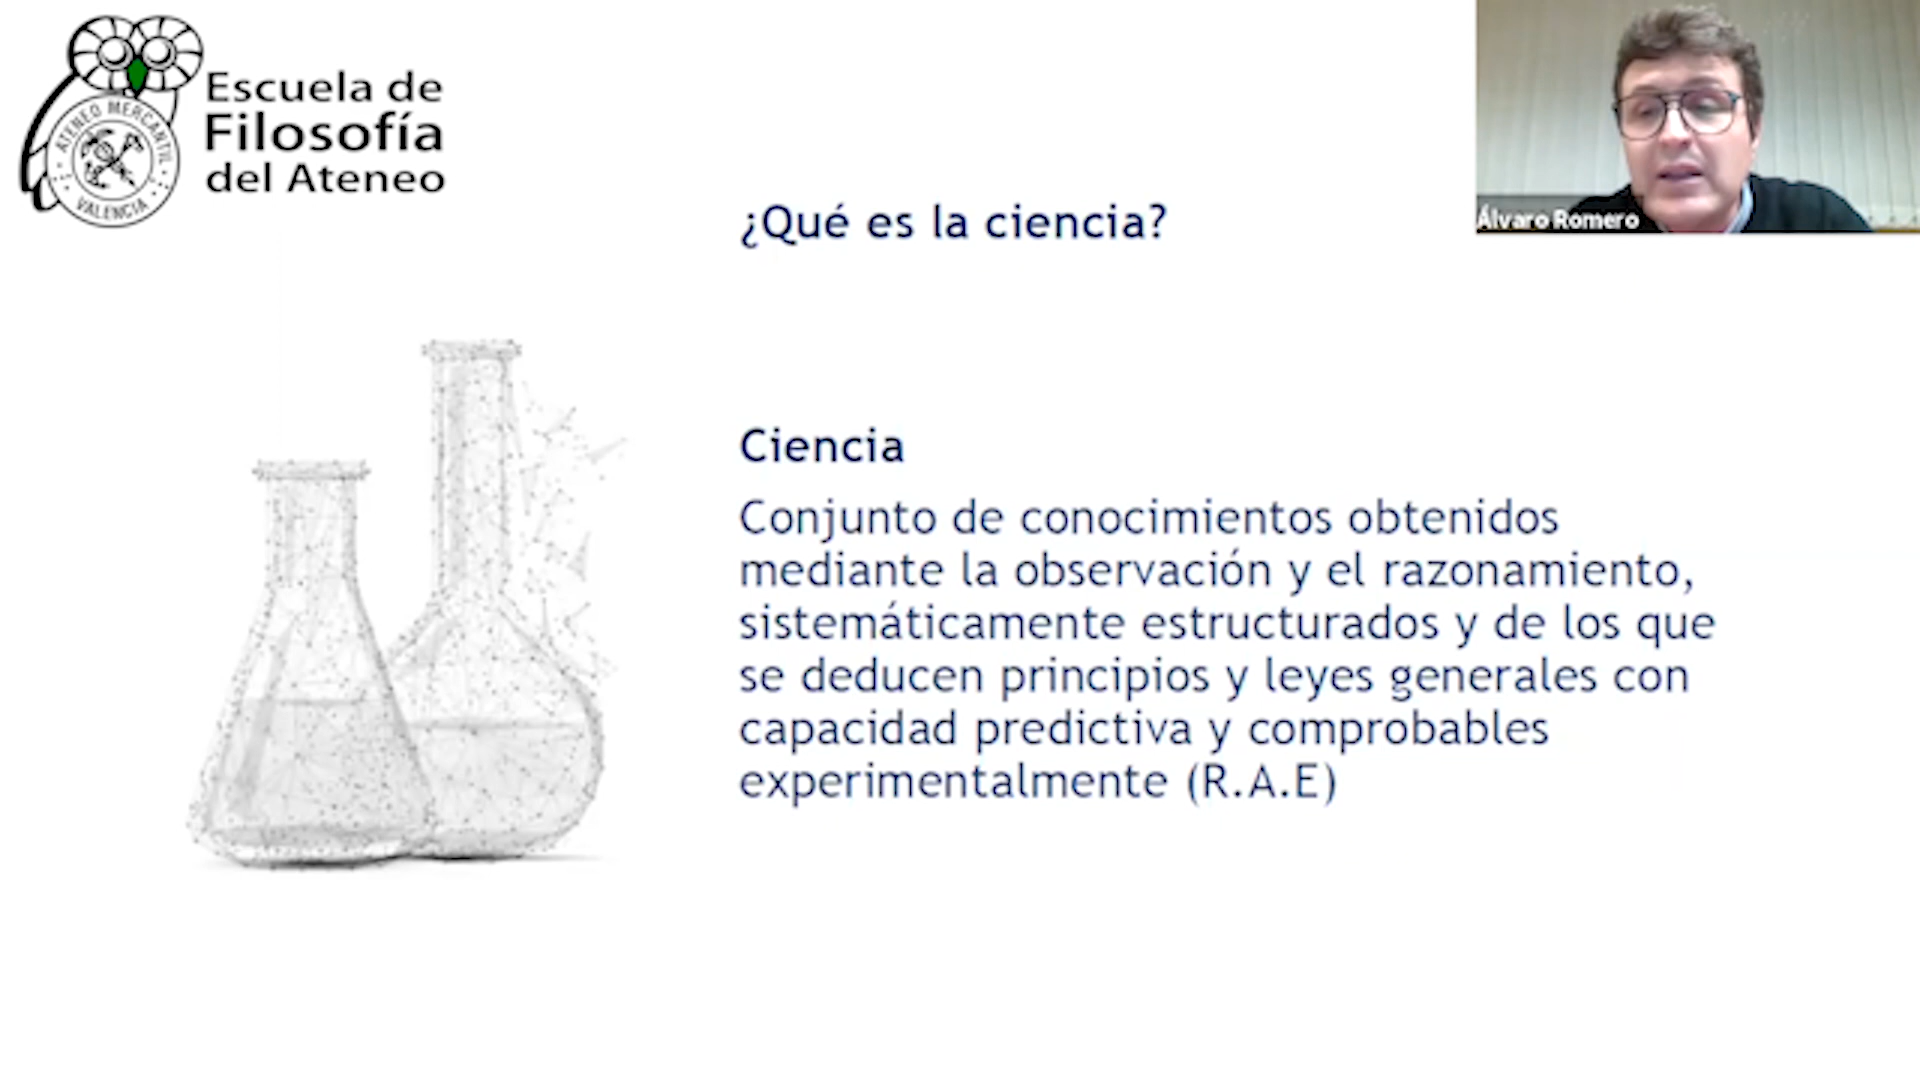 Escuela de
Filosofía
del Ateneo
ATENEO MERCANTIL
VALENCIA
¿Qué es la ciencia?
Álvaro Romero
Ciencia
Conjunto de conocimientos obtenidos
mediante la observación y el razonamiento,
sistemáticamente estructurados y de los que
se deducen principios y leyes generales con
capacidad predictiva y comprobables
experimentalmente (R.A.E)